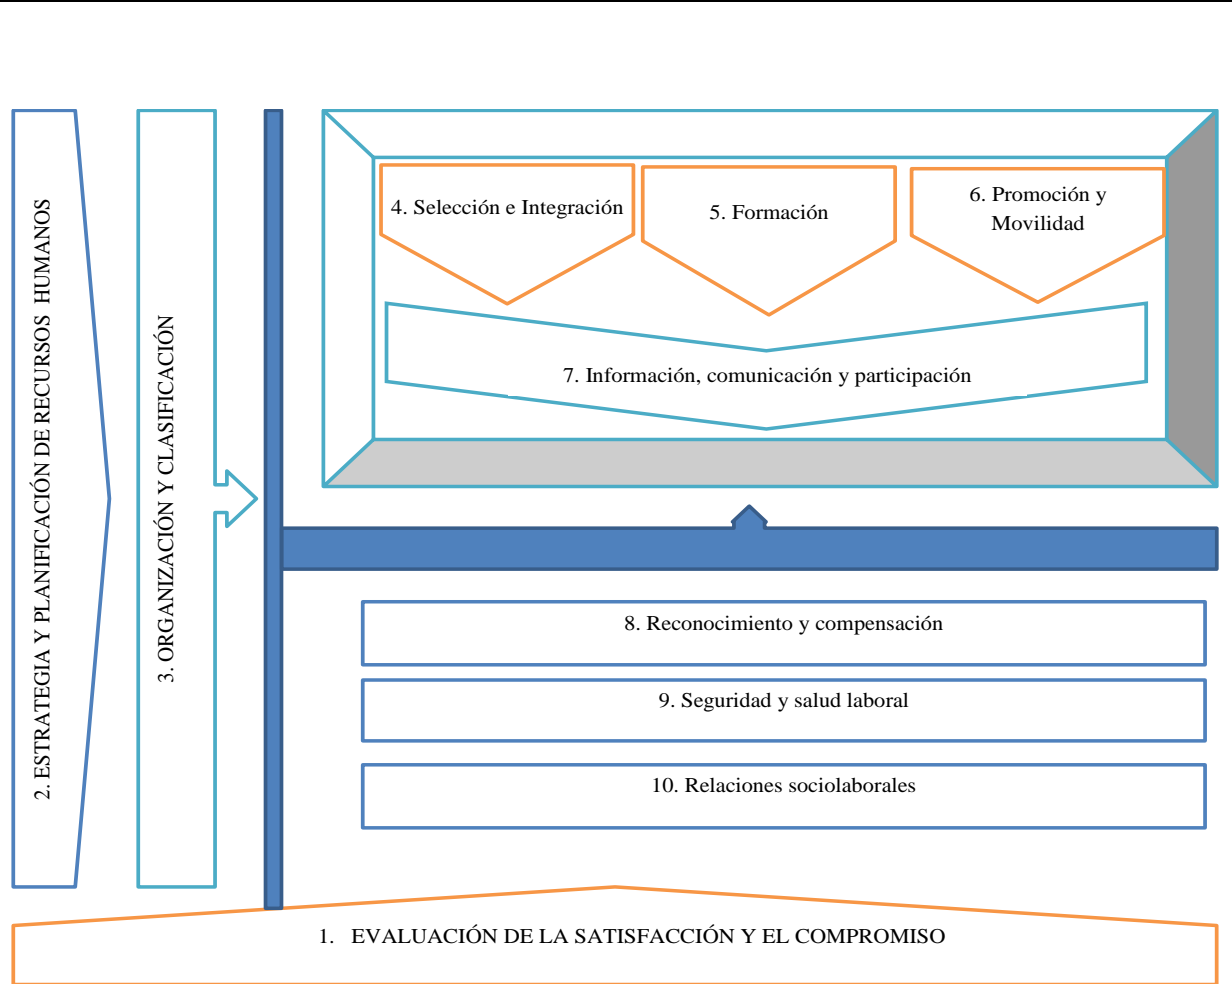 2. ESTRATEGIA Y PLANIFICACIÓN DE RECURSOS HUMANOS
3. ORGANIZACIÓN Y CLASIFICACIÓN
4. Selección e Integración
5. Formación
6. Promoción y
Movilidad
7. Información, comunicación y participación
8. Reconocimiento y compensación
9. Seguridad y salud laboral
10. Relaciones sociolaborales
1. EVALUACIÓN DE LA SATISFACCIÓN Y EL COMPROMISO